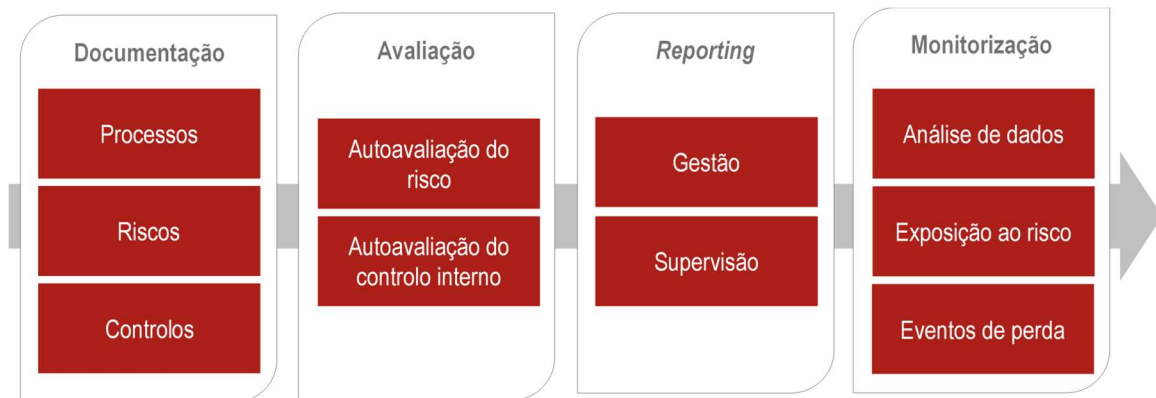 Documentação
Processos
Riscos
Controlos
Avaliação
Autoavaliação do
risco
Autoavaliação do
controlo interno
Reporting
Gestão
Supervisão
Monitorização
Análise de dados
Exposição ao risco
Eventos de perda